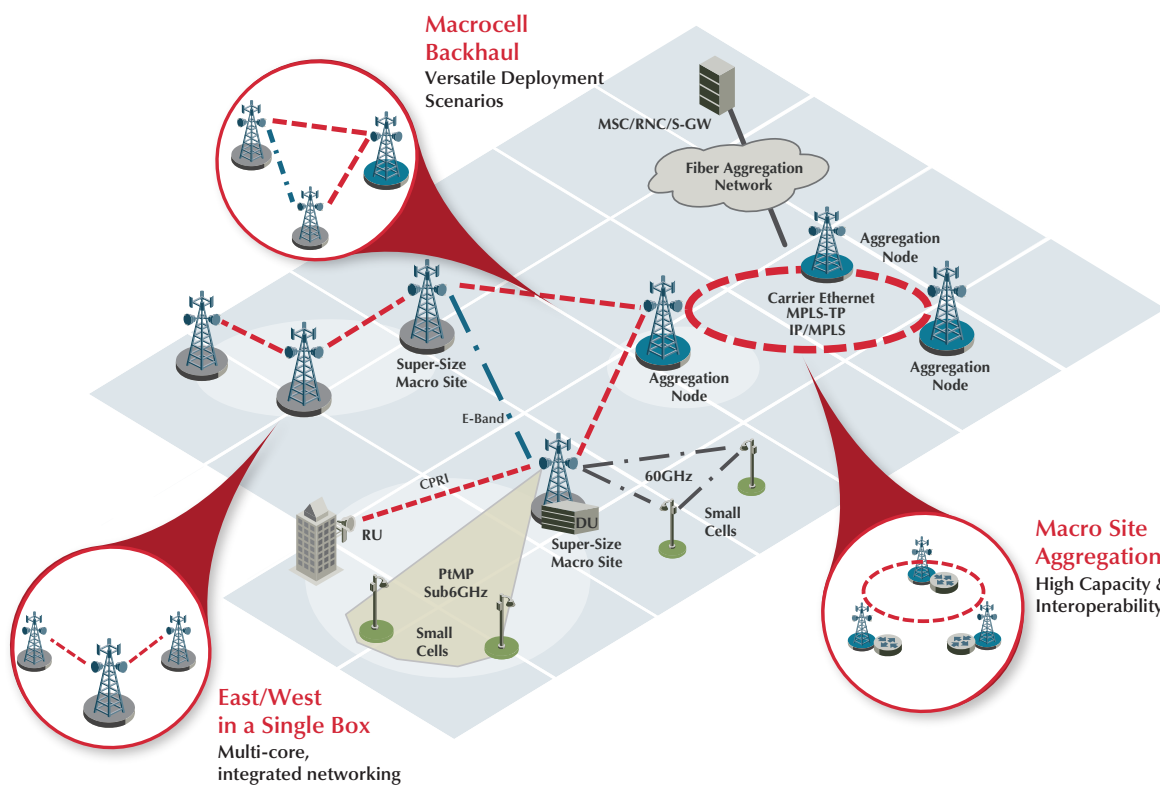 Macrocell
Backhaul
Versatile Deployment
Scenarios
MSC/RNC/S-GW
Fiber Aggregation
Network
Aggregation
Node
Carrier Ethernet
MPLS-TP
IP/MPLS
Aggregation
Node
Super-Size
Macro Site
Aggregation
Node
E-Band
CPRI
60GHz
RU
DU
Small
Cells
Super-Size
Macro Site
PtMP
Sub6GHz
Small
Cells
Macro Site
Aggregation
High Capacity &
Interoperability
East/West
in a Single Box
Multi-core,
integrated networking